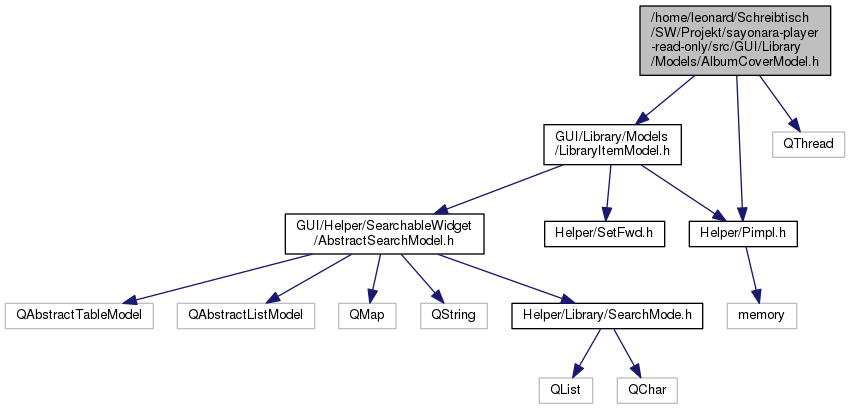 /home/leonard/Schreibtisch
/SW/Projekt/sayonara-player
-read-only/src/GUI/Library
/Models/AlbumCoverModel.h
GUI/Library/Models
/LibraryItemModel.h
QThread
GUI/Helper/SearchableWidget
/AbstractSearchModel.h
Helper/SetFwd.h
Helper/Pimpl.h
QAbstractTableModel
QAbstractListModel
QMap
QString
Helper/Library/SearchMode.h
memory
QList
QChar